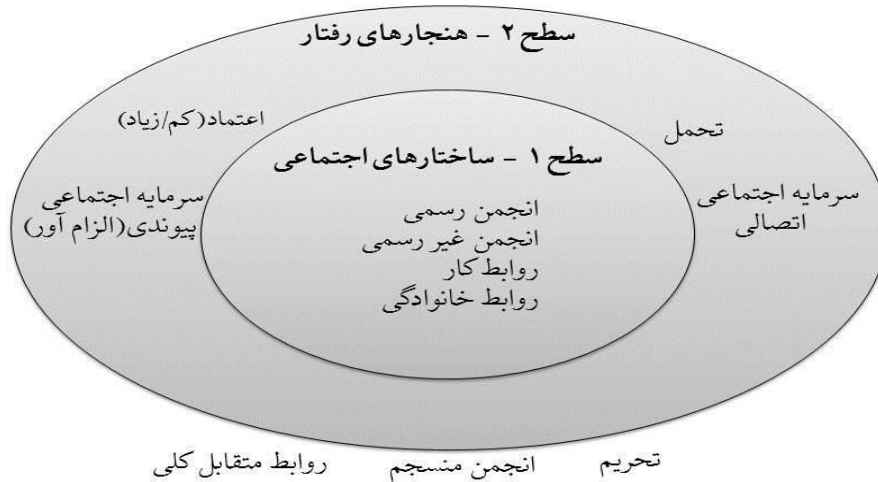 سطح ۲ - هنجارهای رفتار
اعتماد(کم/زیاد)
تحمل
سطح ۱ - ساختارهای اجتماعی
سرمایه اجتماعی
پیوندی(الزام آور)
سرمایه اجتماعی
اتصالی
انجمن رسمی
انجمن غیر رسمی
روابط کار
روابط خانوادگی
تحریم
انجمن منسجم
روابط متقابل کلی